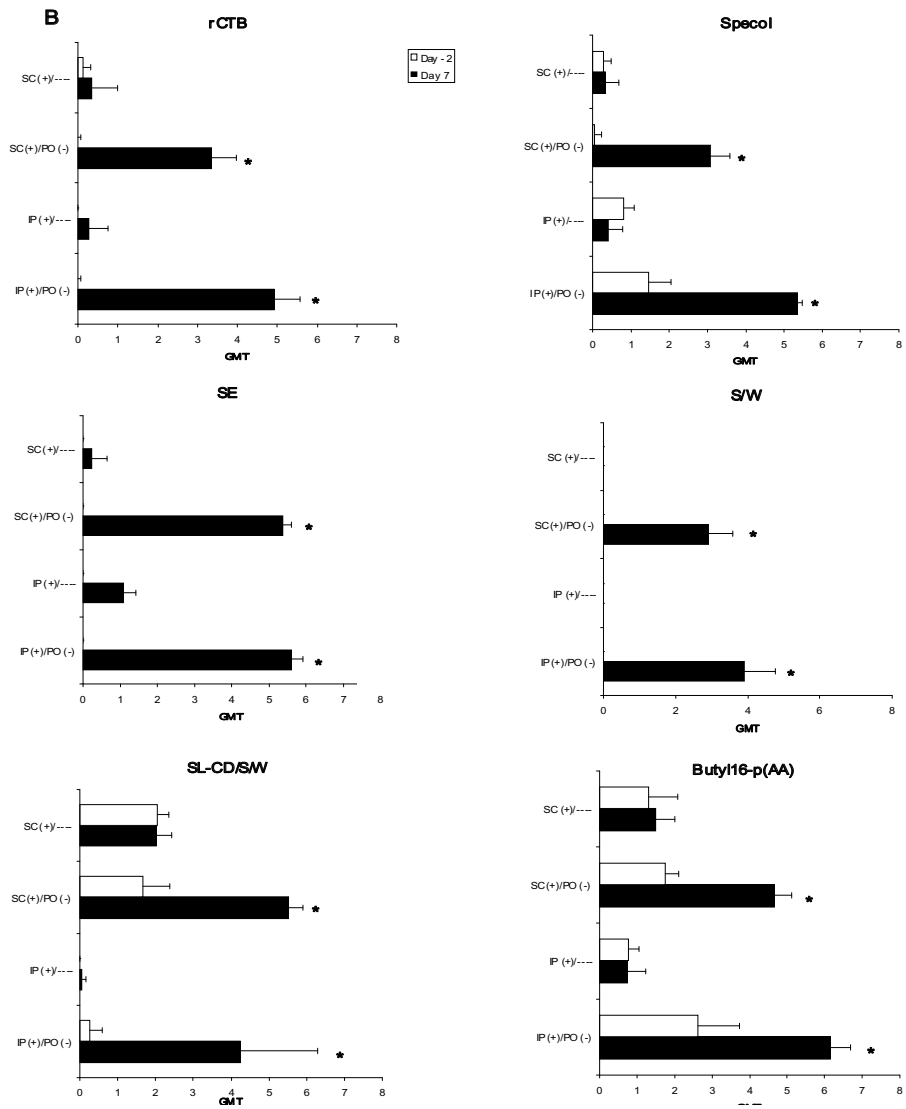 B
rCTB
Day - 2
Day 7
SC (+)/----
SC (+)/PO (-)
IP (+)/----
IP (+)/PO (-)
0 1 2 3 4 5 6 7 8
GMT
Specol
SC (+)/----
SC (+)/PO (-)
IP (+)/----
IP (+)/PO (-)
0 1 2 3 4 5 6 7 8
GMT
SE
SC (+)/----
SC (+)/PO (-)
IP (+)/----
IP (+)/PO (-)
0 1 2 3 4 5 6 7
GMT
S/W
SC (+)/----
SC (+)/PO (-)
IP (+)/----
IP (+)/PO (-)
0 2 4 6 8
GMT
SL-CD/S/W
SC (+)/----
SC (+)/PO (-)
IP (+)/----
IP (+)/PO (-)
0 1 2 3 4 5 6 7 8
GMT
Butyl16-p(AA)
SC (+)/----
SC (+)/PO (-)
IP (+)/----
IP (+)/PO (-)
0 1 2 3 4 5 6 7 8
GMT